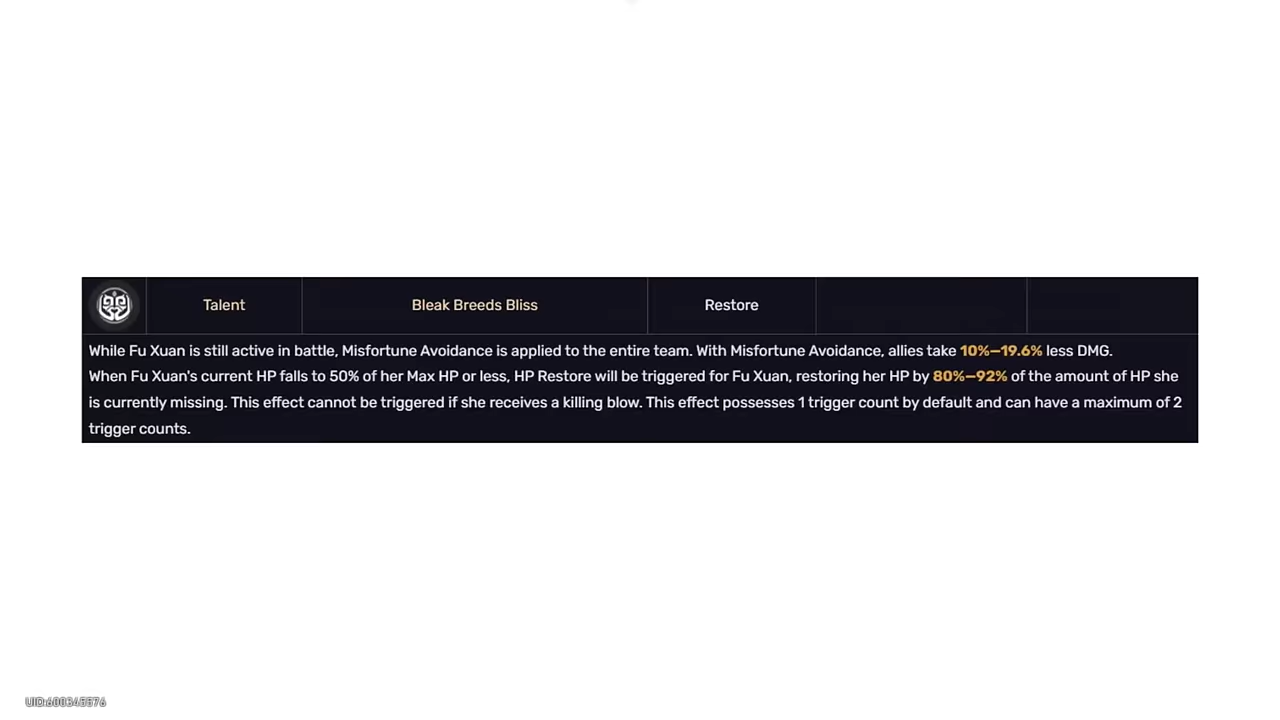 Talent Bleak Breeds Bliss Restore
While Fu Xuan is still active in battle, Misfortune Avoidance is applied to the entire team. With Misfortune Avoidance, allies take 10%–19.6% less DMG.
When Fu Xuan's current HP falls to 50% of her Max HP or less, HP Restore will be triggered for Fu Xuan, restoring her HP by 80%–92% of the amount of HP she
is currently missing. This effect cannot be triggered if she receives a killing blow. This effect possesses 1 trigger count by default and can have a maximum of 2
trigger counts.
UID:600345576